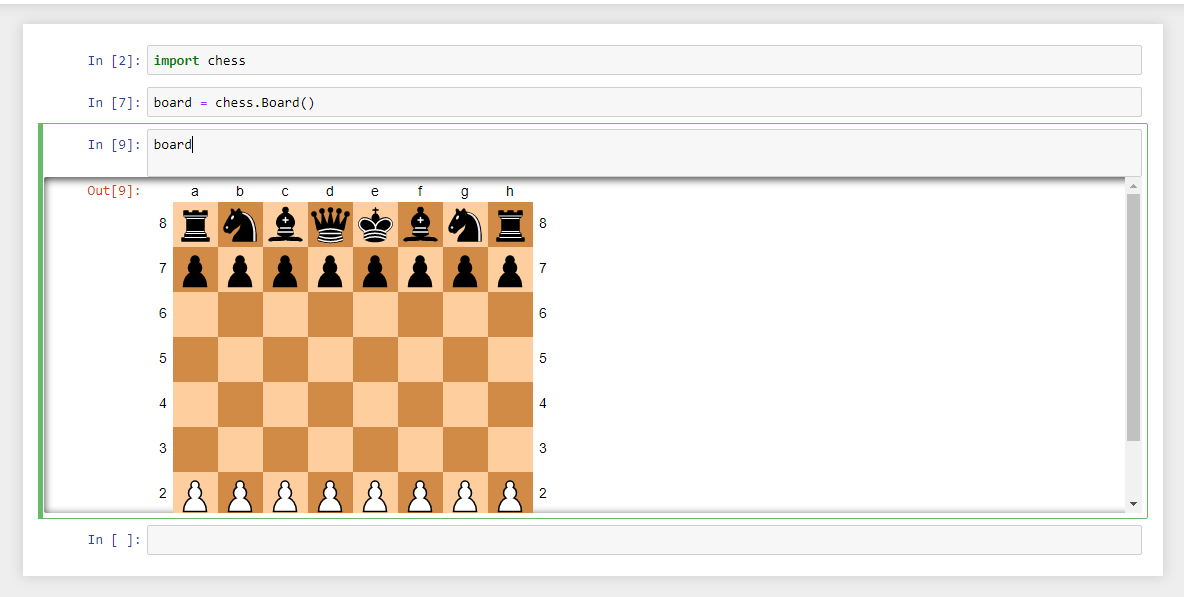 In [2]: import chess
In [7]: board = chess.Board()
In [9]: board
Out[9]: a b c d e f g h
8 8
7 7
6 6
5 5
4 4
3 3
2 2
In [ ]: